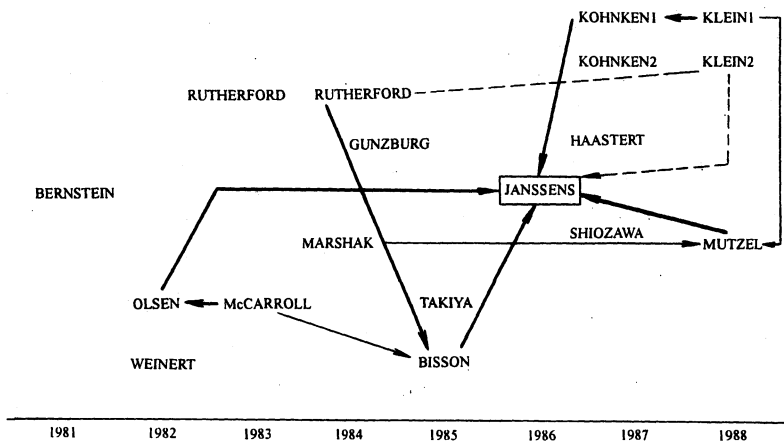 KOHNKEN1 KLEIN1
KOHNKEN2 KLEIN2
RUTHERFORD RUTHERFORD
GUNZBURG HAASTERT
BERNSTEIN JANSSENS
MARSHAK SHIOZAWA MUTZEL
OLSEN McCARROLL TAKIYA
WEINERT BISSON
1981 1982 1983 1984 1985 1986 1987 1988